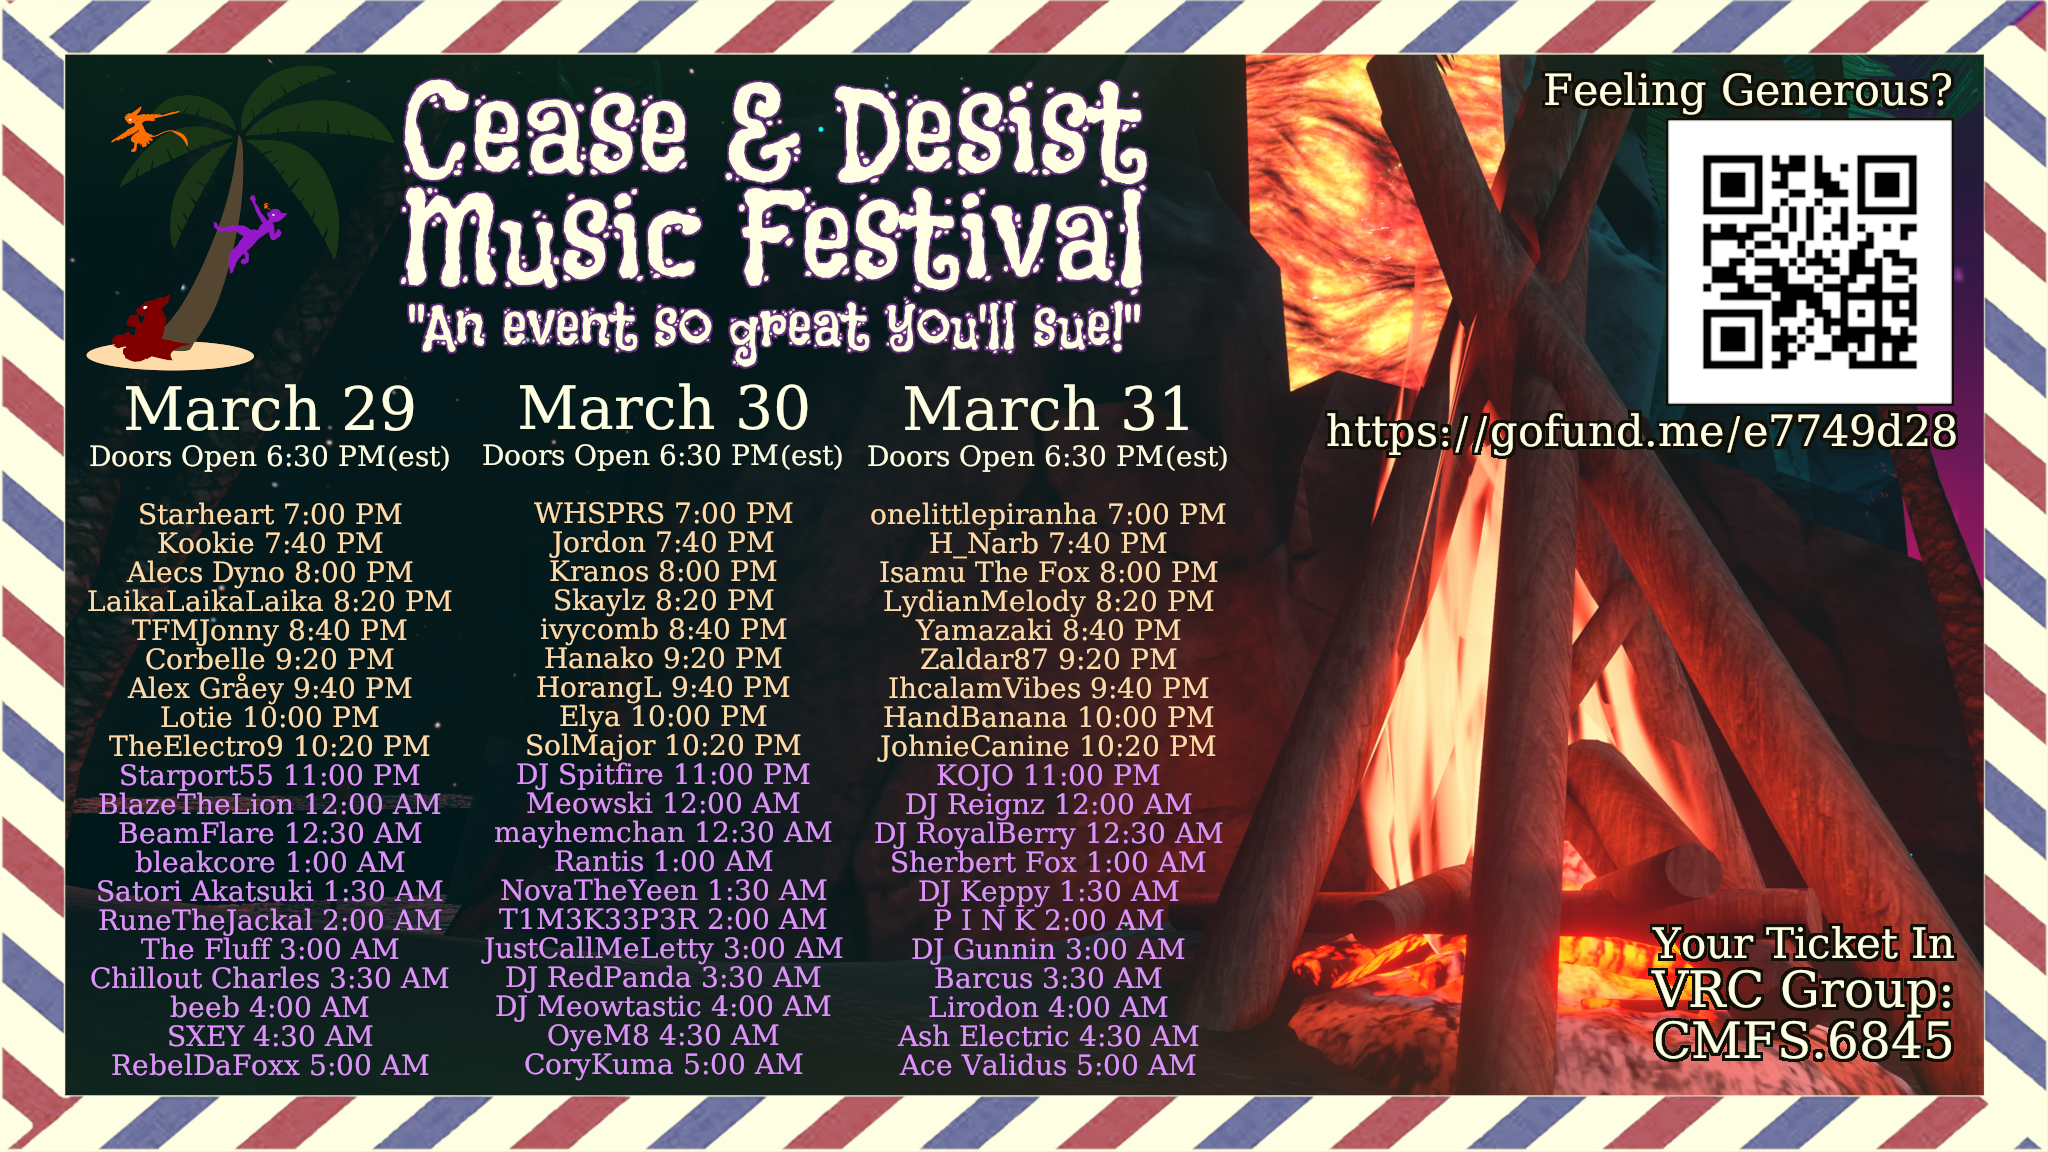 Cease & Desist
Music Festival
"An event so great you'll sue!"
March 29
Doors Open 6:30 PM(est)
Starheart 7:00 PM
Kookie 7:40 PM
Alecs Dyno 8:00 PM
LaikaLaikaLaika 8:20 PM
TFMJonny 8:40 PM
Corbelle 9:20 PM
Alex Gråey 9:40 PM
Lotie 10:00 PM
TheElectro9 10:20 PM
Starport55 11:00 PM
BlazeTheLion 12:00 AM
BeamFlare 12:30 AM
bleakcore 1:00 AM
Satori Akatsuki 1:30 AM
RuneTheJackal 2:00 AM
The Fluff 3:00 AM
Chillout Charles 3:30 AM
beeb 4:00 AM
SXEY 4:30 AM
RebelDaFoxx 5:00 AM
March 30
Doors Open 6:30 PM(est)
WHSPRS 7:00 PM
Jordon 7:40 PM
Kranos 8:00 PM
Skaylz 8:20 PM
ivycomb 8:40 PM
Hanako 9:20 PM
HorangL 9:40 PM
Elya 10:00 PM
SolMajor 10:20 PM
DJ Spitfire 11:00 PM
Meowski 12:00 AM
mayhemchan 12:30 AM
Rantis 1:00 AM
NovaTheYeen 1:30 AM
T1M3K33P3R 2:00 AM
JustCallMeLetty 3:00 AM
DJ RedPanda 3:30 AM
DJ Meowtastic 4:00 AM
OyeM8 4:30 AM
CoryKuma 5:00 AM
March 31
Doors Open 6:30 PM(est)
onelittlepiranha 7:00 PM
H_Narb 7:40 PM
Isamu The Fox 8:00 PM
LydianMelody 8:20 PM
Yamazaki 8:40 PM
Zaldar87 9:20 PM
IhcalamVibes 9:40 PM
HandBanana 10:00 PM
JohnieCanine 10:20 PM
KOJO 11:00 PM
DJ Reignz 12:00 AM
DJ RoyalBerry 12:30 AM
Sherbert Fox 1:00 AM
DJ Keppy 1:30 AM
P I N K 2:00 AM
DJ Gunnin 3:00 AM
Barcus 3:30 AM
Lirodon 4:00 AM
Ash Electric 4:30 AM
Ace Validus 5:00 AM
Feeling Generous?
https://gofund.me/e7749d28
Your Ticket In
VRC Group:
CMFS.6845